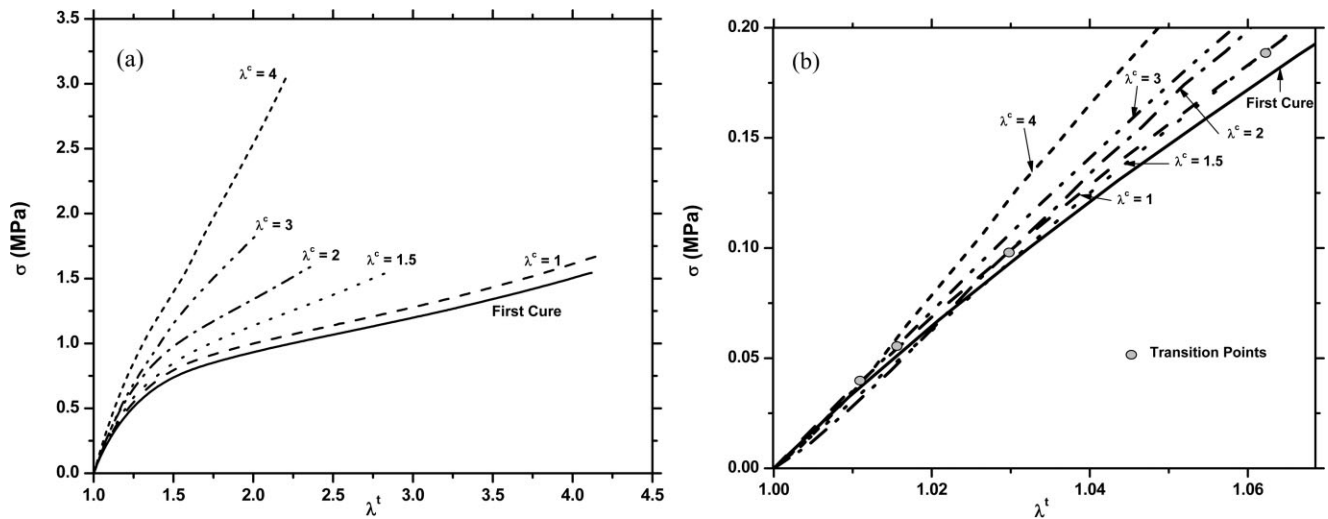 (a)
3.5
3.0
2.5
2.0
1.5
1.0
0.5
0.0
σ (MPa)
λᶜ = 4
λᶜ = 3
λᶜ = 2
λᶜ = 1.5
λᶜ = 1
First Cure
1.0 1.5 2.0 2.5 3.0 3.5 4.0 4.5
λᵗ
(b)
0.20
0.15
0.10
0.05
0.00
σ (MPa)
λᶜ = 3
λᶜ = 4
First Cure
λᶜ = 2
λᶜ = 1.5
λᶜ = 1
Transition Points
1.00 1.02 1.04 1.06
λᵗ